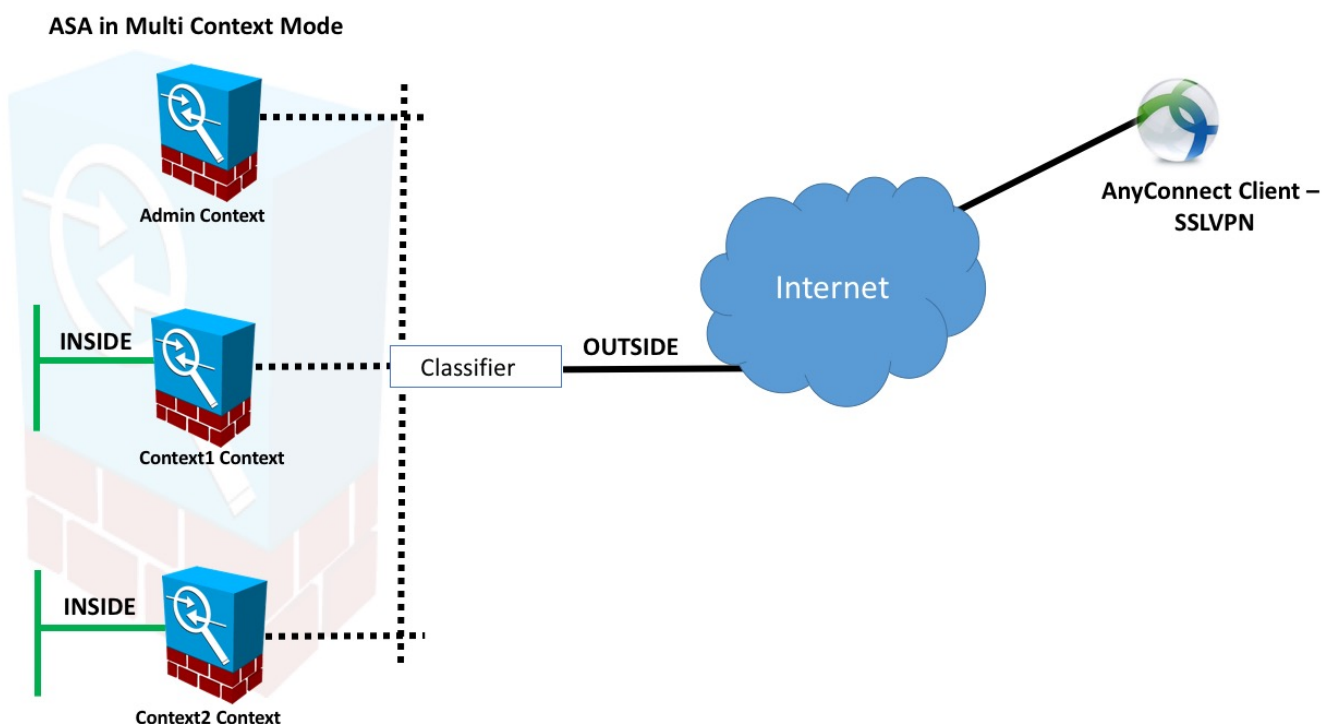 ASA in Multi Context Mode
Admin Context
INSIDE
Context1 Context
Classifier
OUTSIDE
Internet
AnyConnect Client –
SSLVPN
INSIDE
Context2 Context